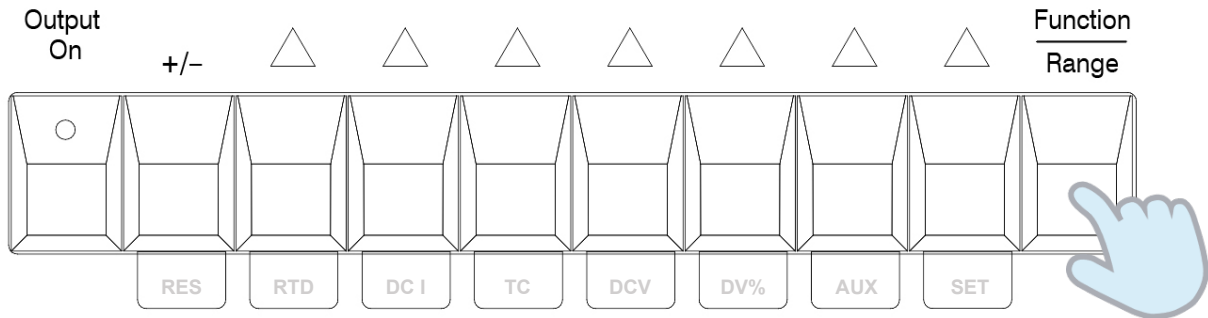 Output
On
+/–
Function
Range
RES RTD DC I TC DCV DV% AUX SET